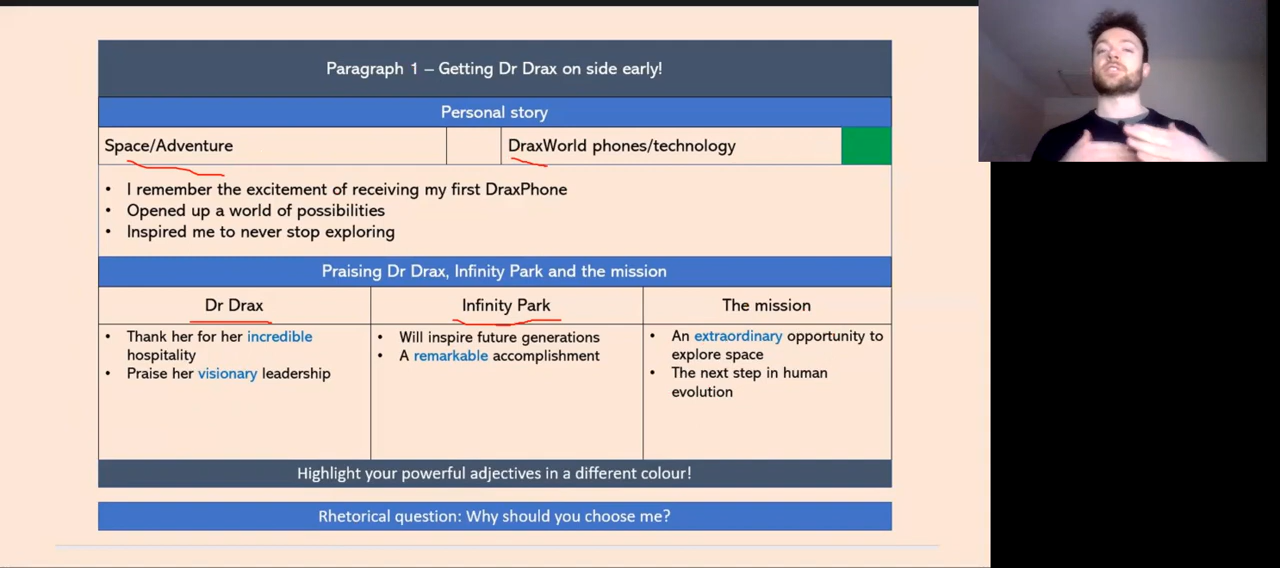 Paragraph 1 – Getting Dr Drax on side early!
Personal story
Space/Adventure
DraxWorld phones/technology
• I remember the excitement of receiving my first DraxPhone
• Opened up a world of possibilities
• Inspired me to never stop exploring
Praising Dr Drax, Infinity Park and the mission
Dr Drax
• Thank her for her incredible
hospitality
• Praise her visionary leadership
Infinity Park
• Will inspire future generations
• A remarkable accomplishment
The mission
• An extraordinary opportunity to
explore space
• The next step in human
evolution
Highlight your powerful adjectives in a different colour!
Rhetorical question: Why should you choose me?